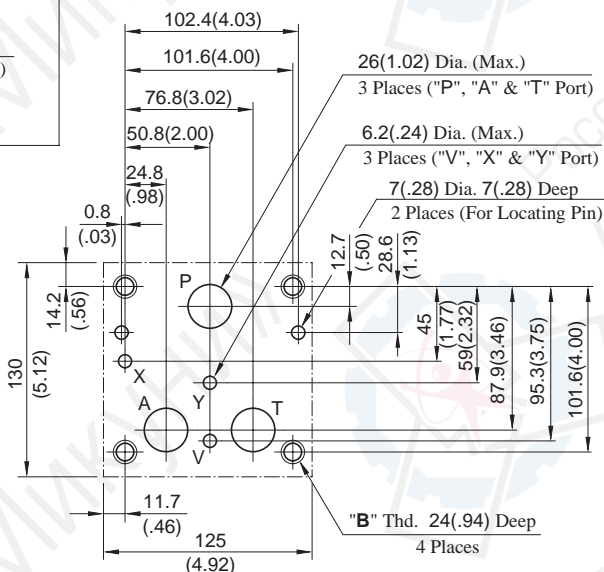 )
102.4(4.03)
101.6(4.00)
76.8(3.02)
50.8(2.00)
24.8
(.98)
0.8
(.03)
26(1.02) Dia. (Max.)
3 Places ("P", "A" & "T" Port)
6.2(.24) Dia. (Max.)
3 Places ("V", "X" & "Y" Port)
7(.28) Dia. 7(.28) Deep
2 Places (For Locating Pin)
12.7
(.50)
28.6
(1.13)
14.2
(.56)
130
(5.12)
P
X
Y
A
T
V
45
(1.77)
59(2.32)
87.9(3.46)
95.3(3.75)
101.6(4.00)
11.7
(.46)
125
(4.92)
"B" Thd. 24(.94) Deep
4 Places